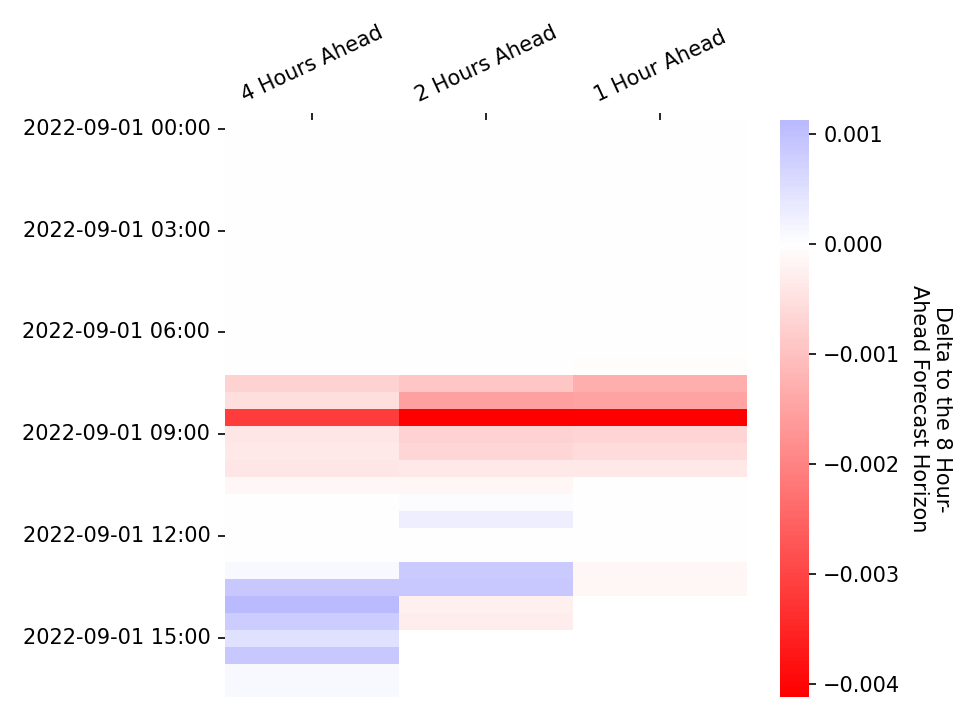 4 Hours Ahead
2 Hours Ahead
1 Hour Ahead
2022-09-01 00:00
2022-09-01 03:00
2022-09-01 06:00
2022-09-01 09:00
2022-09-01 12:00
2022-09-01 15:00
0.001
0.000
−0.001
−0.002
−0.003
−0.004
Delta to the 8 Hour-
Ahead Forecast Horizon